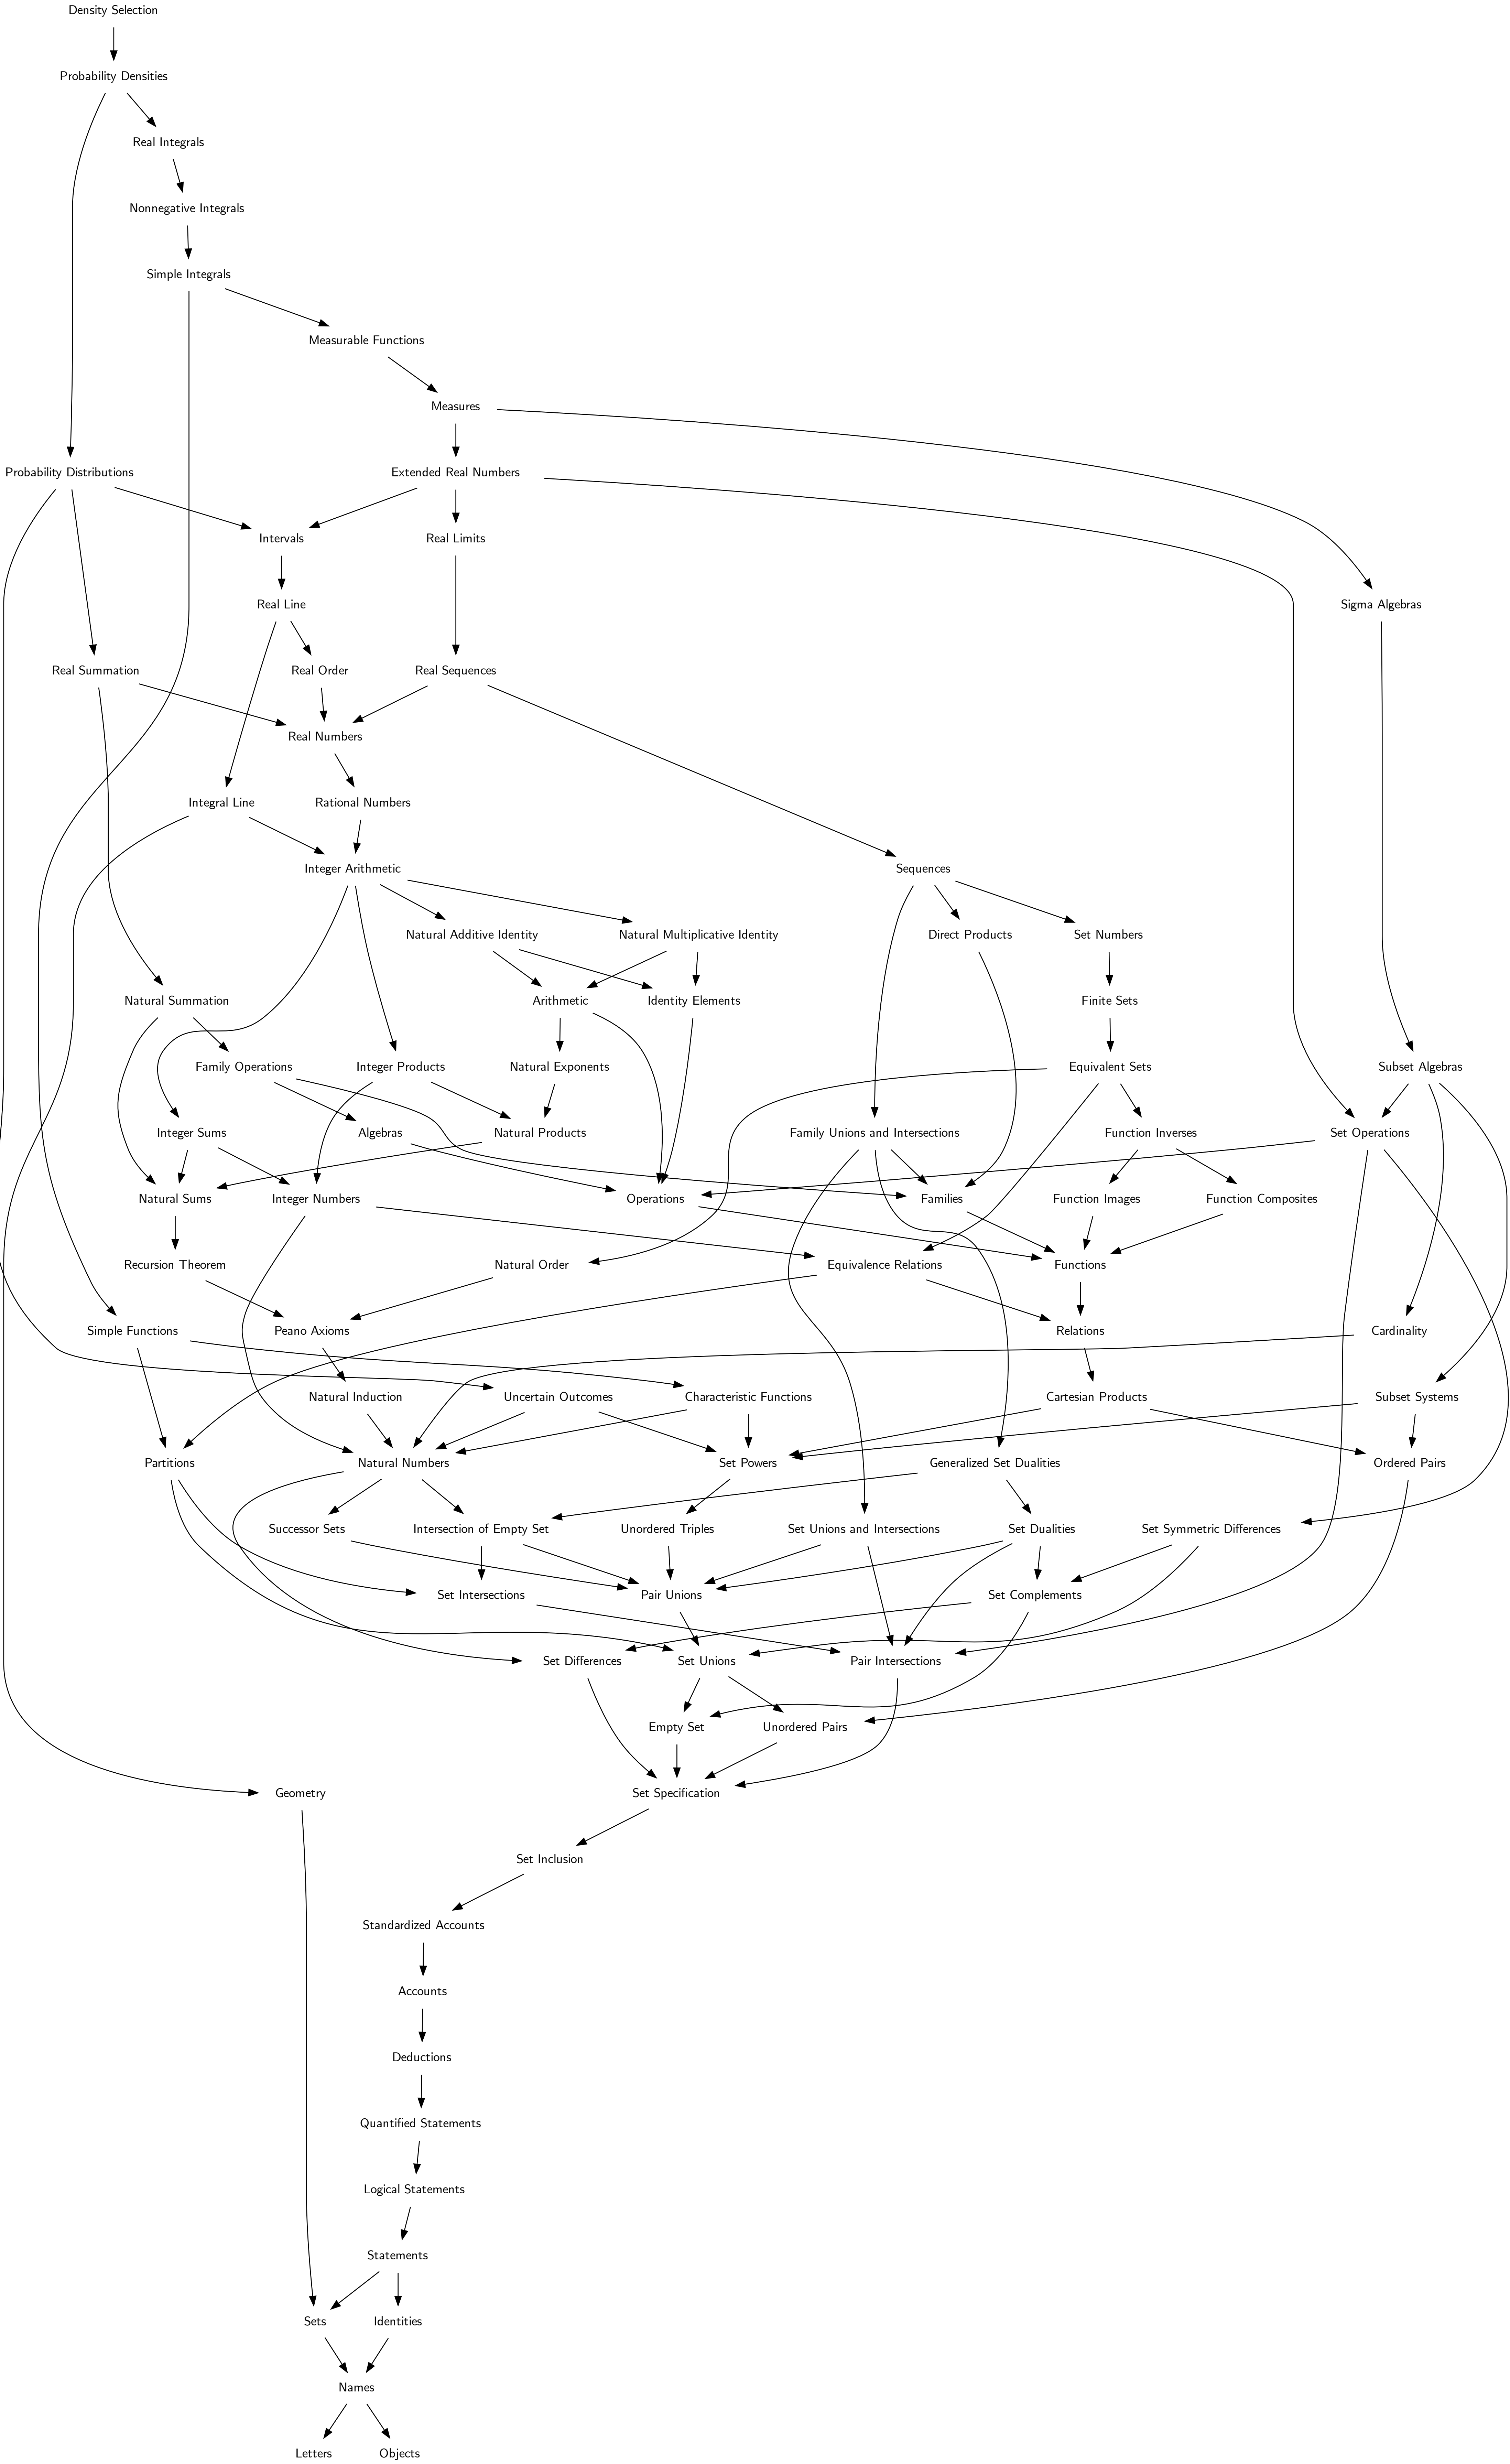 Density Selection
Probability Densities
Real Integrals
Nonnegative Integrals
Simple Integrals
Measurable Functions
Measures
Probability Distributions
Extended Real Numbers
Intervals
Real Limits
Real Line
Sigma Algebras
Real Summation
Real Order
Real Sequences
Real Numbers
Integral Line
Rational Numbers
Integer Arithmetic
Sequences
Natural Additive Identity
Natural Multiplicative Identity
Direct Products
Set Numbers
Natural Summation
Arithmetic
Identity Elements
Finite Sets
Family Operations
Integer Products
Natural Exponents
Equivalent Sets
Subset Algebras
Integer Sums
Algebras
Natural Products
Family Unions and Intersections
Function Inverses
Set Operations
Natural Sums
Integer Numbers
Operations
Families
Function Images
Function Composites
Recursion Theorem
Natural Order
Equivalence Relations
Functions
Simple Functions
Peano Axioms
Relations
Cardinality
Natural Induction
Uncertain Outcomes
Characteristic Functions
Cartesian Products
Subset Systems
Partitions
Natural Numbers
Set Powers
Generalized Set Dualities
Ordered Pairs
Successor Sets
Intersection of Empty Set
Unordered Triples
Set Unions and Intersections
Set Dualities
Set Symmetric Differences
Set Intersections
Pair Unions
Set Complements
Set Differences
Set Unions
Pair Intersections
Empty Set
Unordered Pairs
Geometry
Set Specification
Set Inclusion
Standardized Accounts
Accounts
Deductions
Quantified Statements
Logical Statements
Statements
Sets
Identities
Names
Letters
Objects